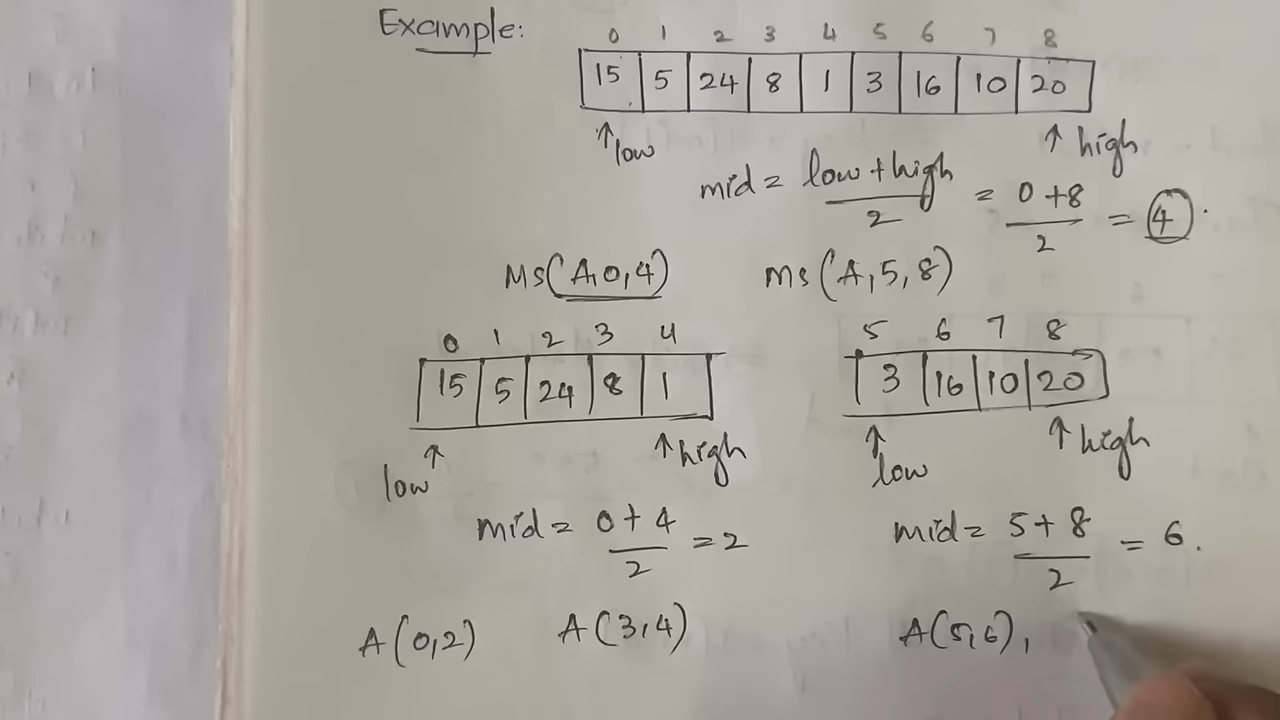 Example:
0 1 2 3 4 5 6 7 8
15 5 24 8 1 3 16 10 20
↑low ↑ high
mid = low + high / 2 = 0 + 8 / 2 = 4.
MS(A,0,4) ms(A,5,8)
0 1 2 3 4 5 6 7 8
15 5 24 8 1 3 16 10 20
low ↑ ↑ high ↑ low ↑ high
mid = 0 + 4 / 2 = 2 mid = 5 + 8 / 2 = 6.
A(0,2) A(3,4) A(5,6),